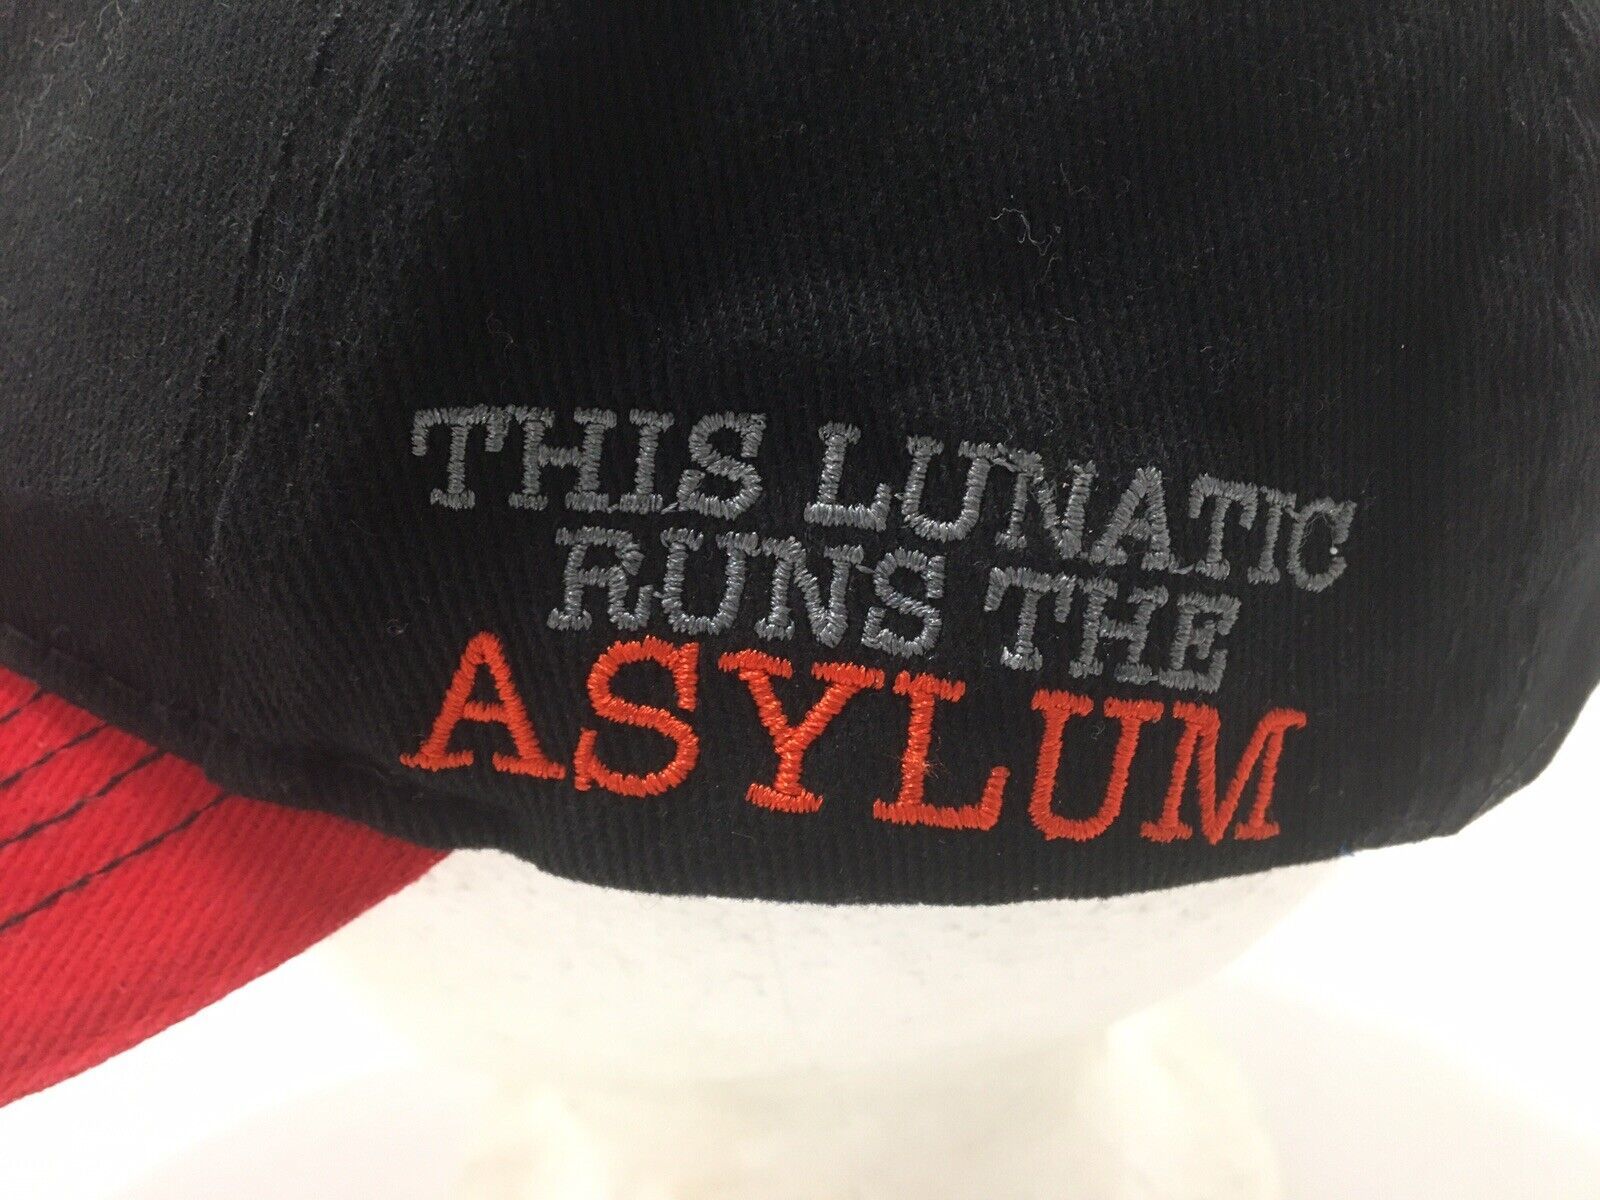 THIS LUNATIC
RUNS THE
ASYLUM